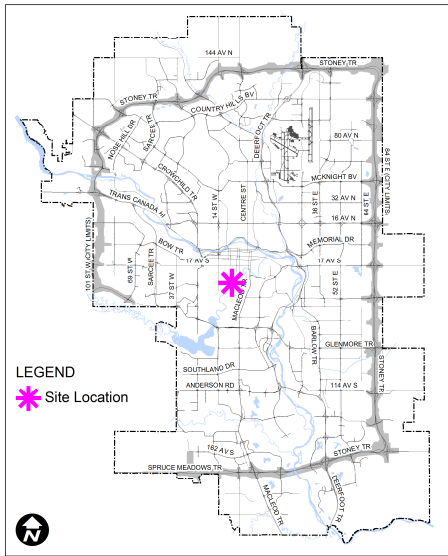 144 AV N
STONEY TR
STONEY TR
COUNTRY HILLS BV
NOSE HILL DR
SARCEE TR
DEERFOOT TR
80 AV N
84 ST E (CITY LIMITS)
CROWCHILD TR
MCKNIGHT BV
14 ST W
CENTRE ST
32 AV N
36 ST E
44 ST E
TRANS CANADA HI
16 AV N
101 ST W (CITY LIMITS)
BOW TR
MEMORIAL DR
17 AV S
17 AV S
69 ST W
SARCEE TR
37 ST W
52 ST E
MACLEOD TR
BARLOW TR
GLENMORE TR
STONEY TR
LEGEND
Site Location
SOUTHLAND DR
ANDERSON RD
114 AV S
162 AV S
STONEY TR
SPRUCE MEADOWS TR
MACLEOD TR
DEERFOOT TR
N